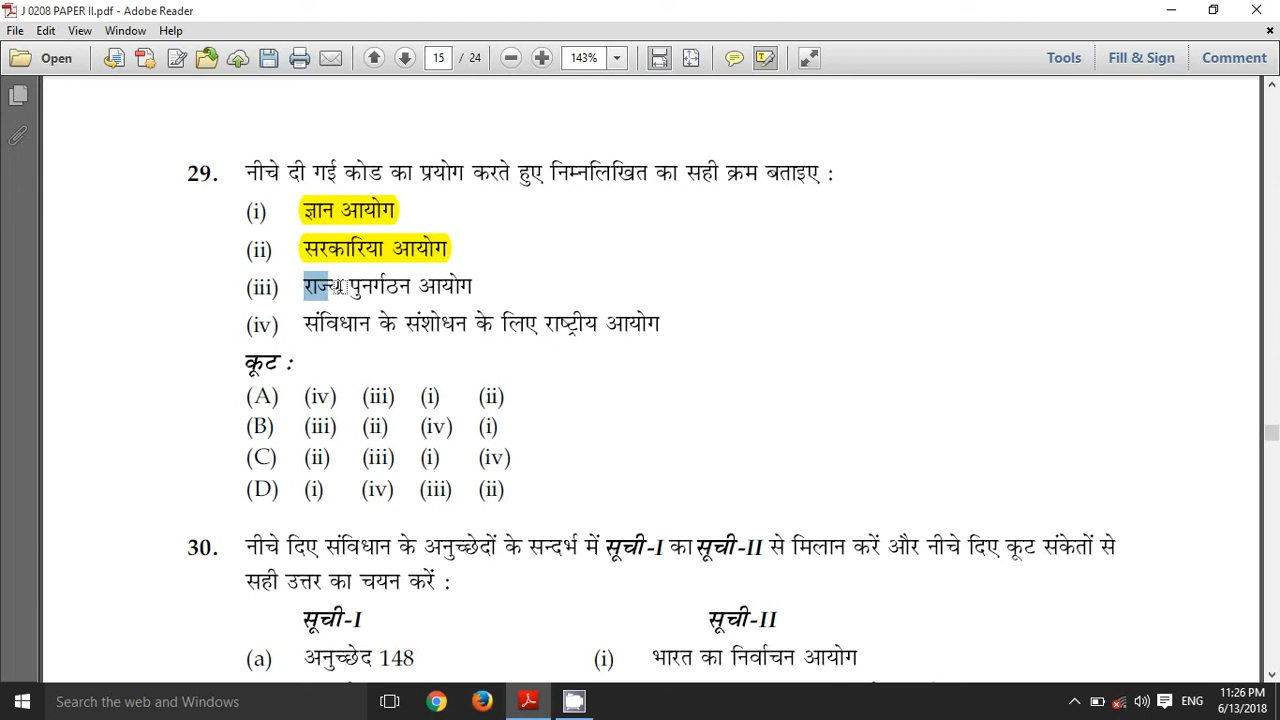 J 0208 PAPER II.pdf - Adobe Reader
File Edit View Window Help
Open 15 / 24 143% Tools Fill & Sign Comment
29. नीचे दी गई कोड का प्रयोग करते हुए निम्नलिखित का सही क्रम बताइए :
(i) ज्ञान आयोग
(ii) सरकारिया आयोग
(iii) राज्य पुनर्गठन आयोग
(iv) संविधान के संशोधन के लिए राष्ट्रीय आयोग
कूट :
(A) (iv) (iii) (i) (ii)
(B) (iii) (ii) (iv) (i)
(C) (ii) (iii) (i) (iv)
(D) (i) (iv) (iii) (ii)
30. नीचे दिए संविधान के अनुच्छेदों के सन्दर्भ में सूची-I का सूची-II से मिलान करें और नीचे दिए कूट संकेतों से
सही उत्तर का चयन करें :
सूची-I सूची-II
(a) अनुच्छेद 148 (i) भारत का निर्वाचन आयोग
Search the web and Windows ENG 11:26 PM
6/13/2018